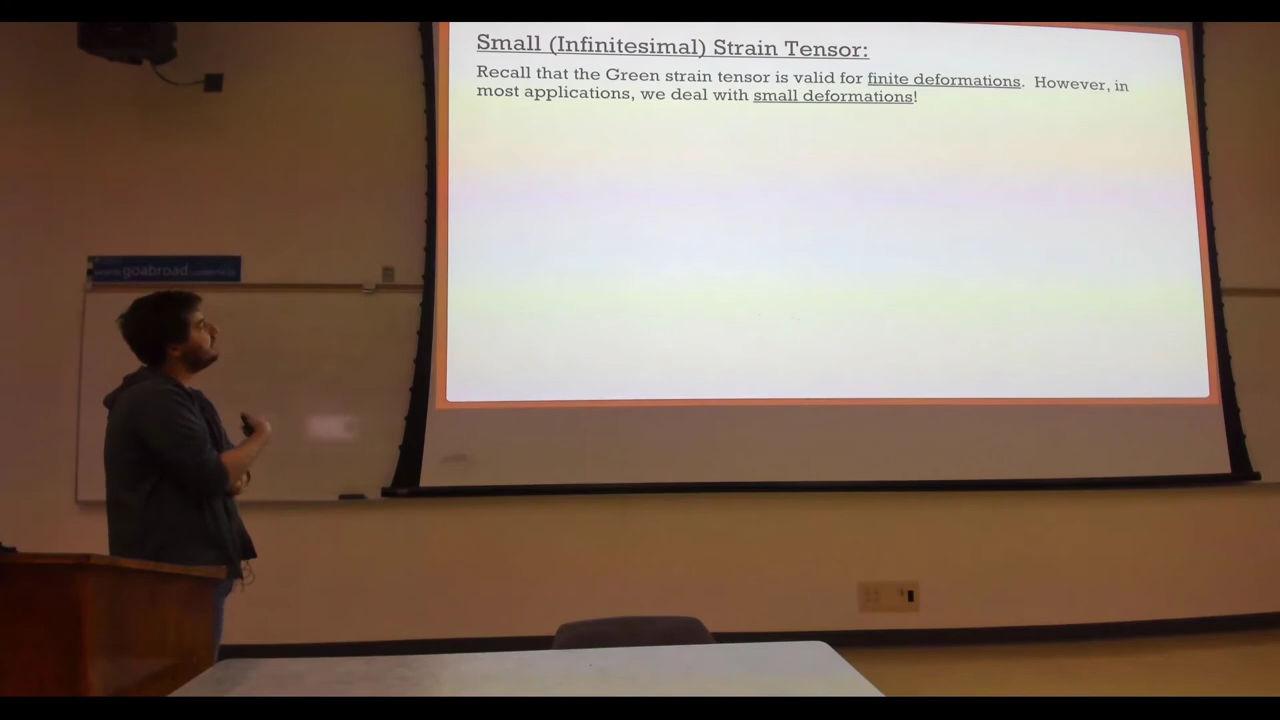 Small (Infinitesimal) Strain Tensor:
Recall that the Green strain tensor is valid for finite deformations. However, in
most applications, we deal with small deformations!
goabroad